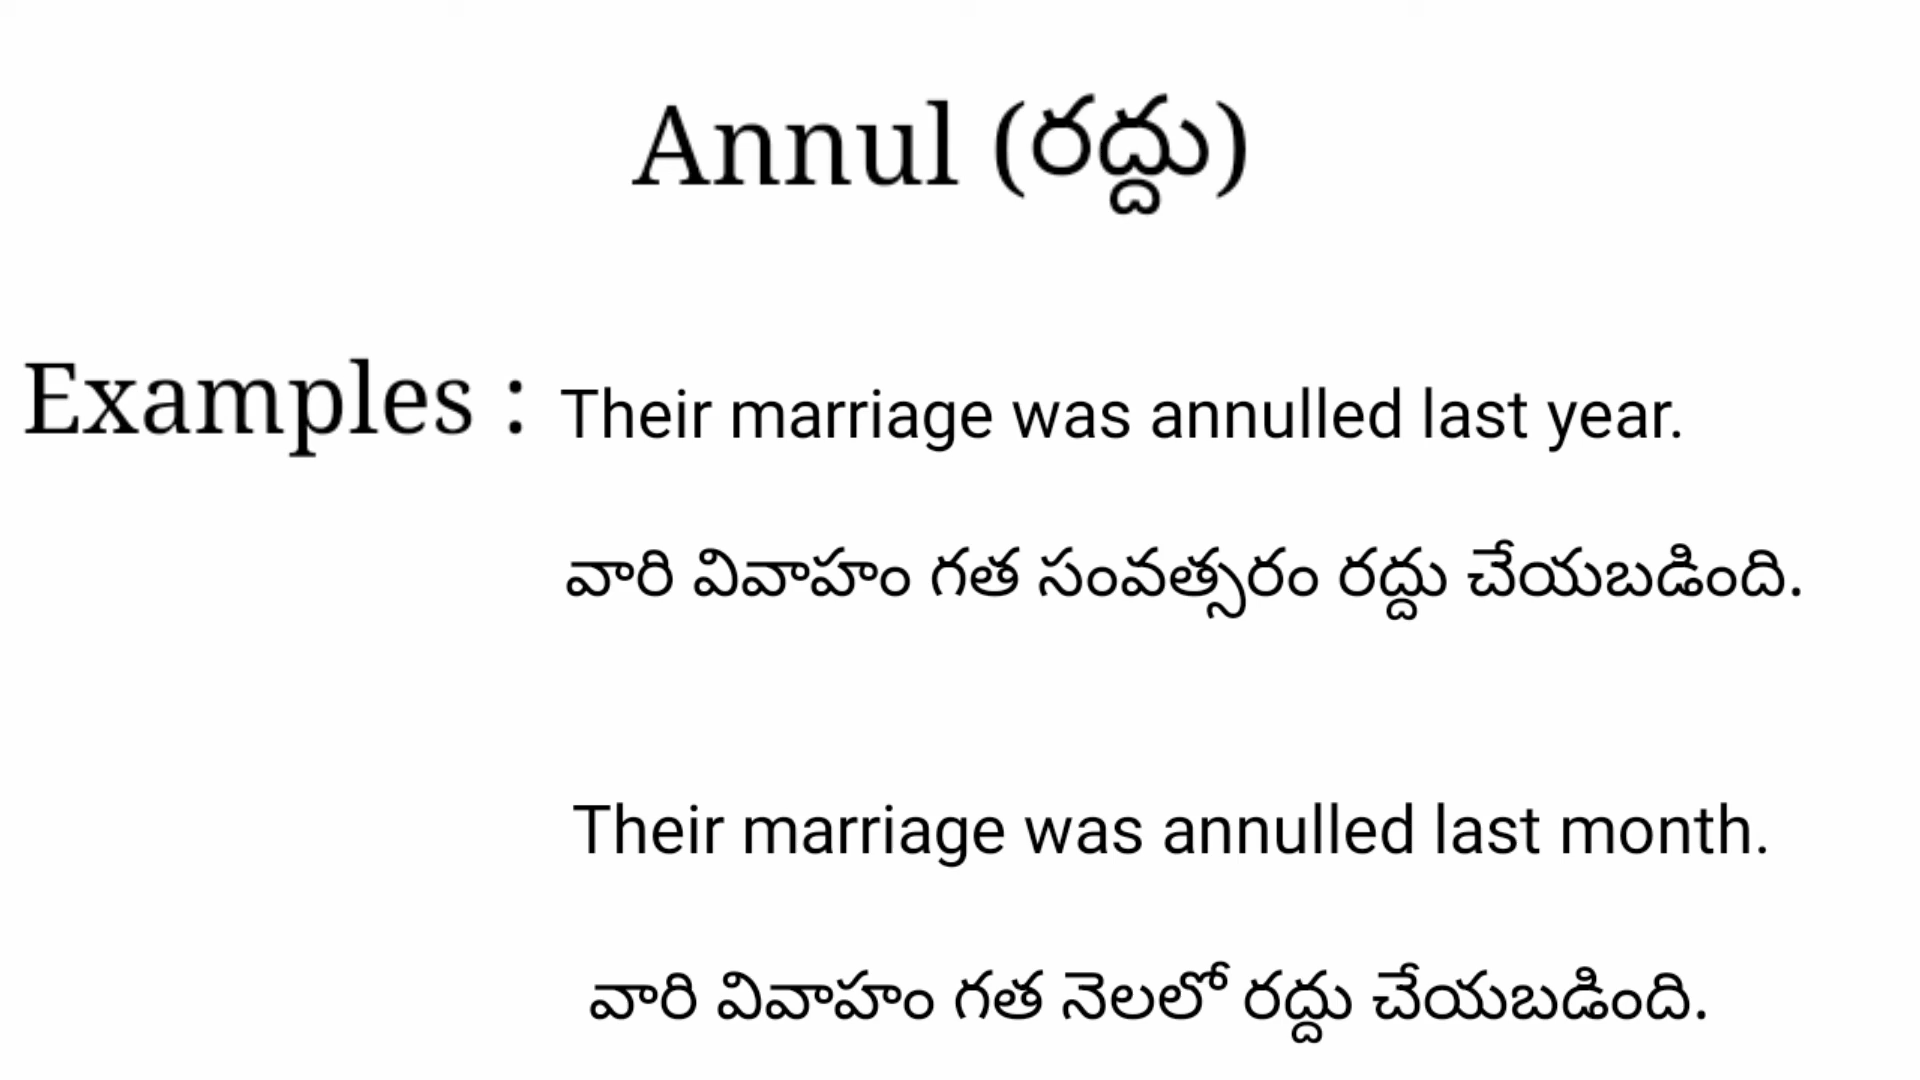 Annul (రద్దు)
Examples : Their marriage was annulled last year.
వారి వివాహం గత సంవత్సరం రద్దు చేయబడింది.
Their marriage was annulled last month.
వారి వివాహం గత నెలలో రద్దు చేయబడింది.